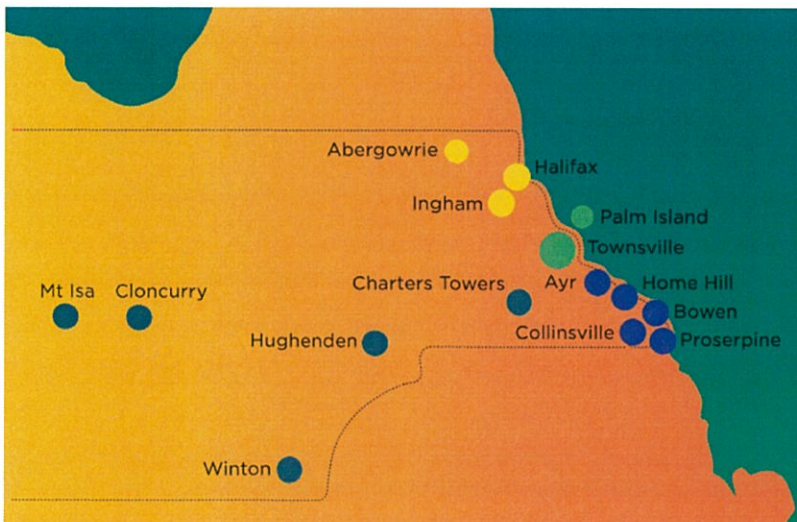 Abergowrie
Halifax
Ingham
Palm Island
Townsville
Charters Towers
Ayr
Home Hill
Mt Isa
Cloncurry
Bowen
Collinsville
Hughenden
Proserpine
Winton